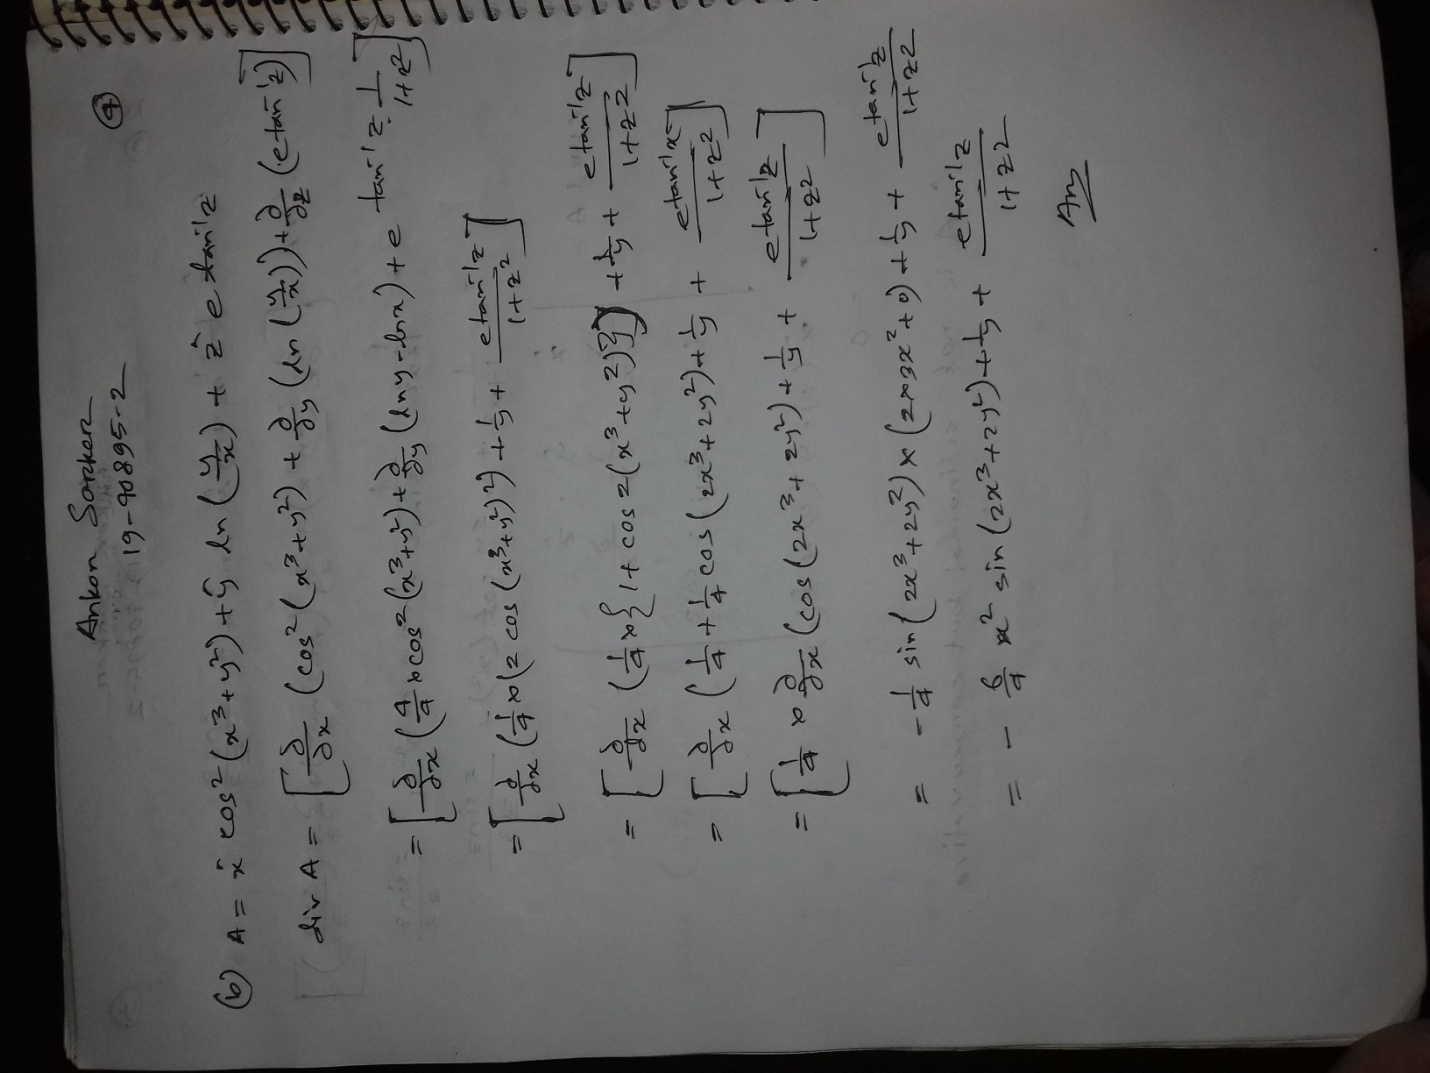 Ankon Sarker
19-90895-2
④
(b) A = x̂ cos² (x³+y²) + ŷ ln (y/x) + ẑ e^tan⁻¹z
div A = [∂/∂x (cos² (x³+y²) + ∂/∂y (ln (y/x)) + ∂/∂z (e^tan⁻¹z)]
= [∂/∂x (4/4 × cos² (x³+y²) + ∂/∂y (ln y - ln x) + e^tan⁻¹z · 1/1+z²]
= [∂/∂x (1/4 × (2 cos (x³+y²)²) + 1/y + e^tan⁻¹z/1+z²]
= [∂/∂x (1/4 × {1 + cos 2(x³+y²)}) + 1/y + e^tan⁻¹z/1+z2]
= [∂/∂x (1/4 + 1/4 cos (2x³+2y²) + 1/y + e^tan⁻¹x/1+z²]
= [1/4 × ∂/∂x (cos (2x³+2y²) + 1/y + e^tan⁻¹z/1+z²]
= - 1/4 sin (2x³+2y²) × (2×3x²+0) + 1/y + e^tan⁻¹z/1+z2
= - 6/4 x² sin (2x³+2y²) + 1/y + e^tan⁻¹z/1+z2
Ans